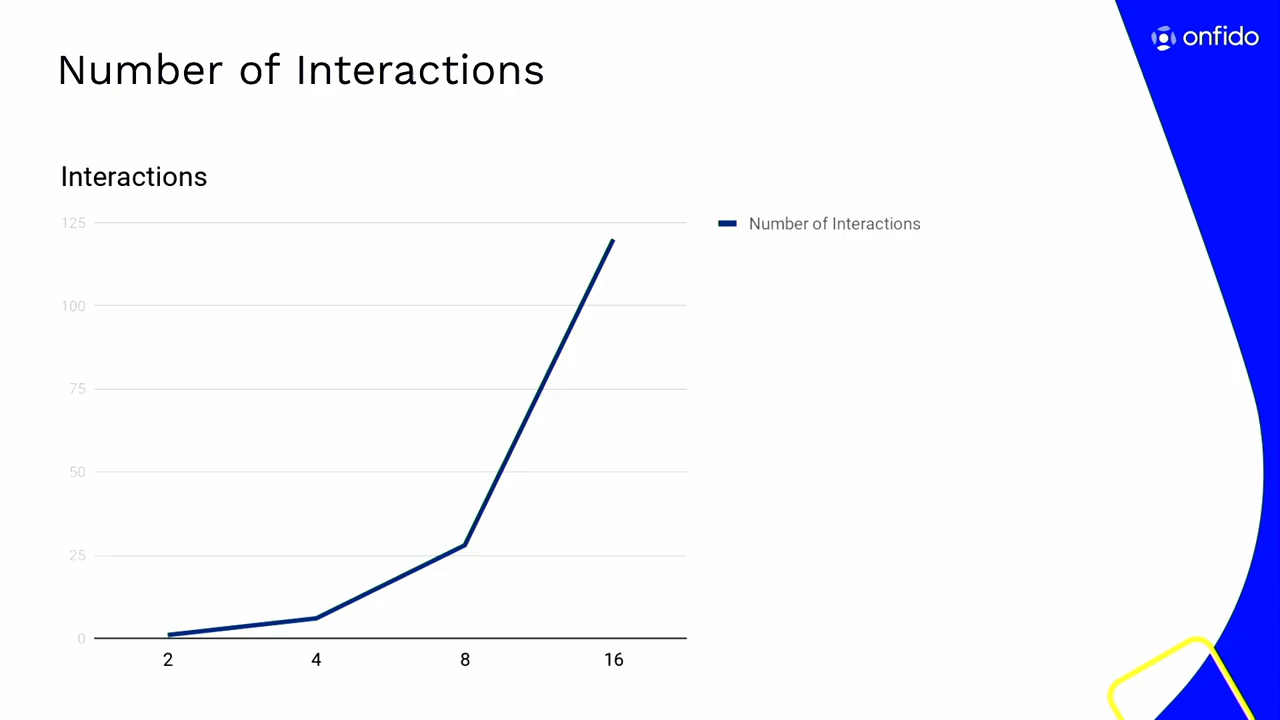 onfido
Number of Interactions
Interactions
125
Number of Interactions
100
75
50
25
0
2 4 8 16